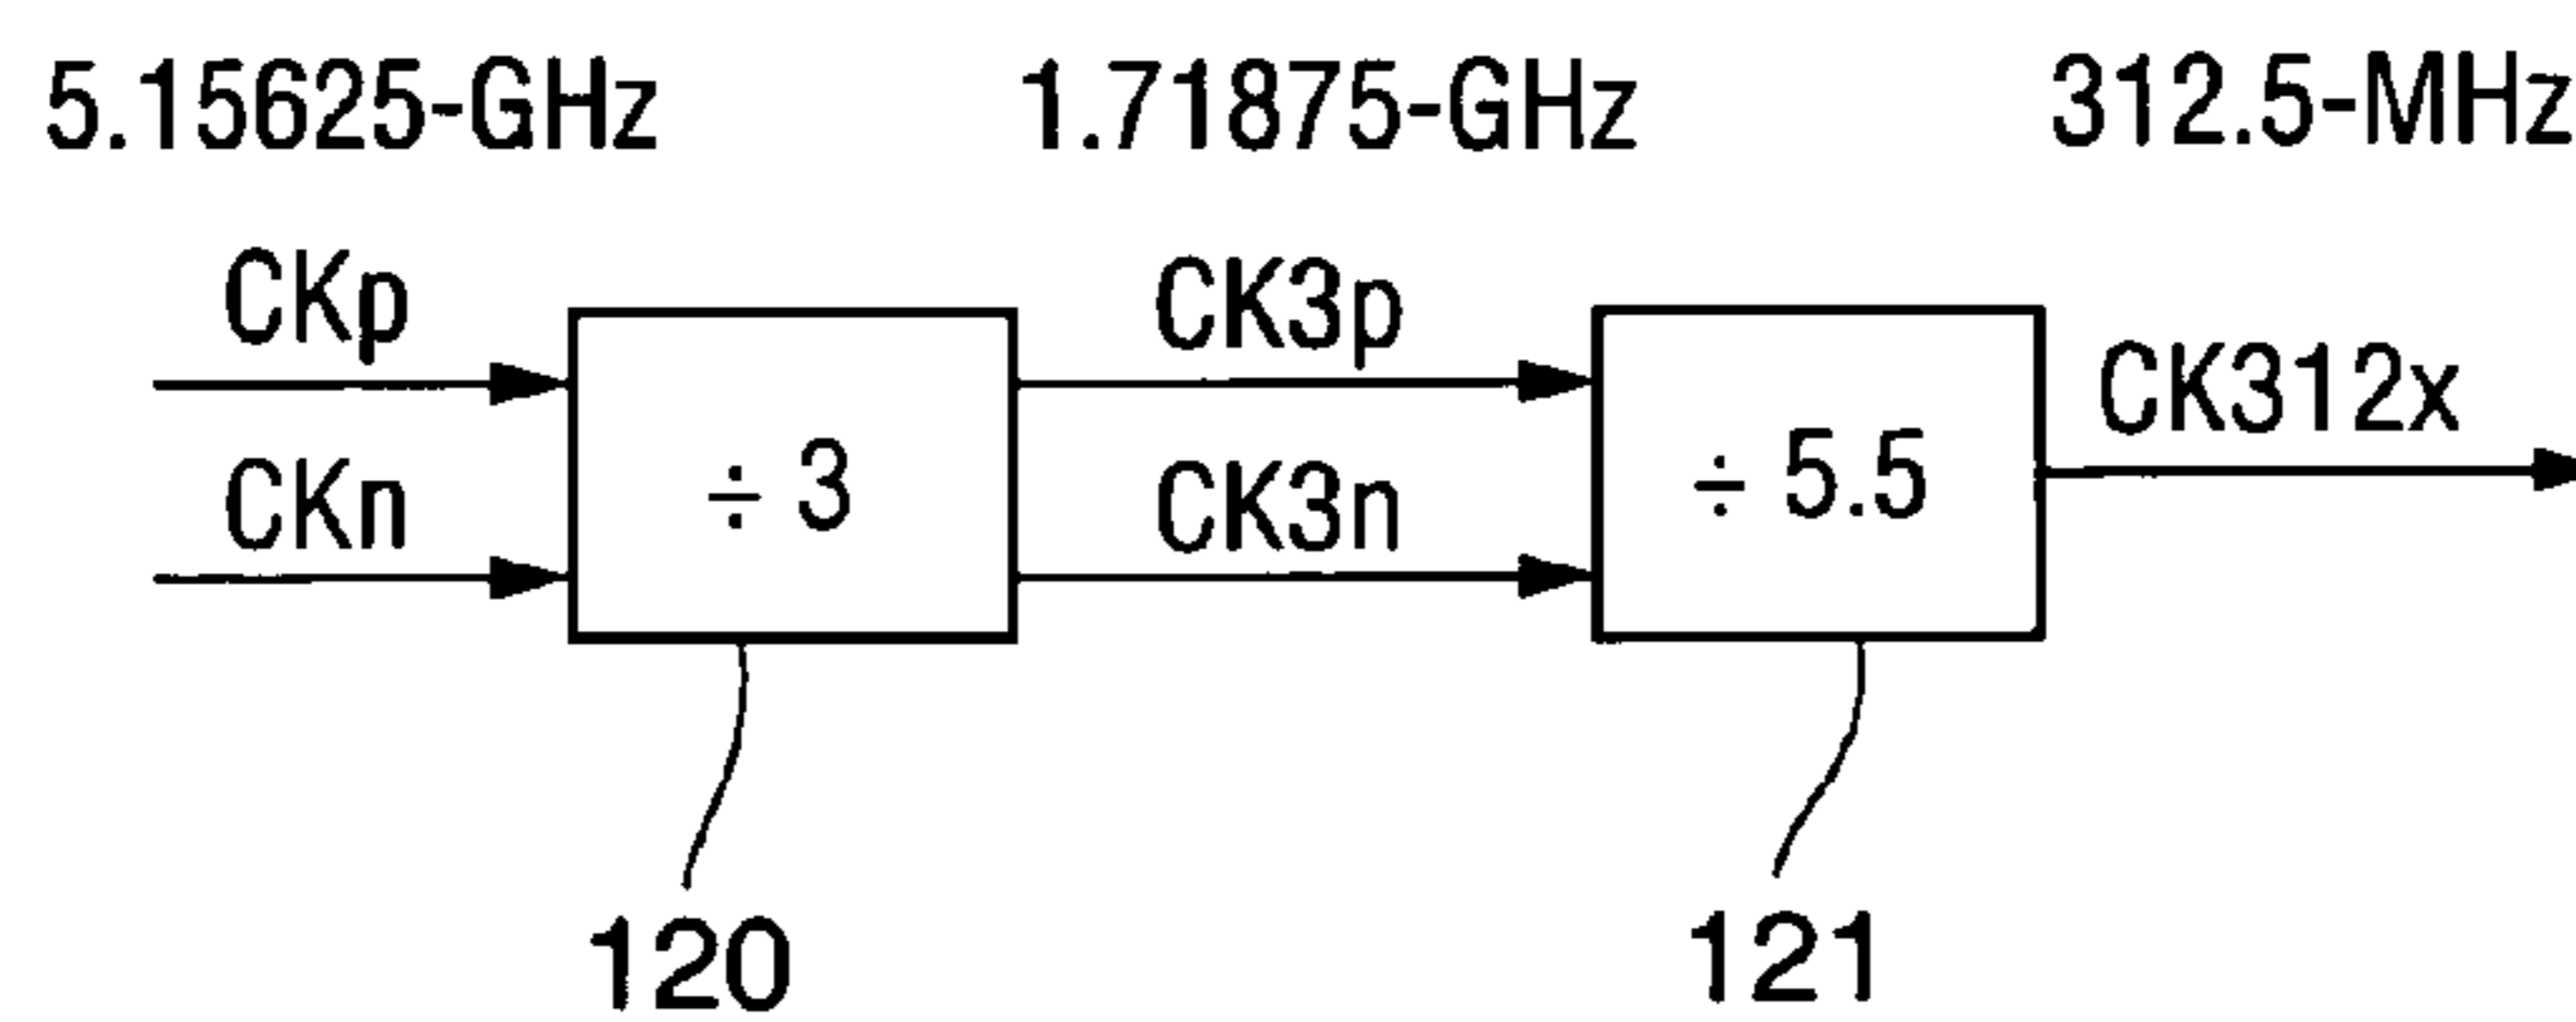 5.15625-GHz 1.71875-GHz 312.5-MHz
CKp CK3p
CK312x
÷ 3 ÷ 5.5
CKn CK3n
120 121